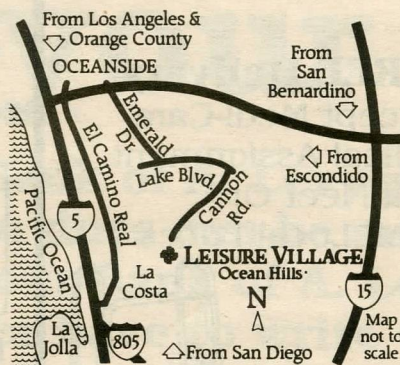 From Los Angeles &
Orange County
OCEANSIDE
From
San
Bernardino
From
Escondido
Emerald
Dr.
Lake Blvd.
Cannon
Rd.
El Camino Real
Pacific Ocean
5
LEISURE VILLAGE
Ocean Hills
La
Costa
N
15
La
Jolla
805
From San Diego
Map
not to
scale